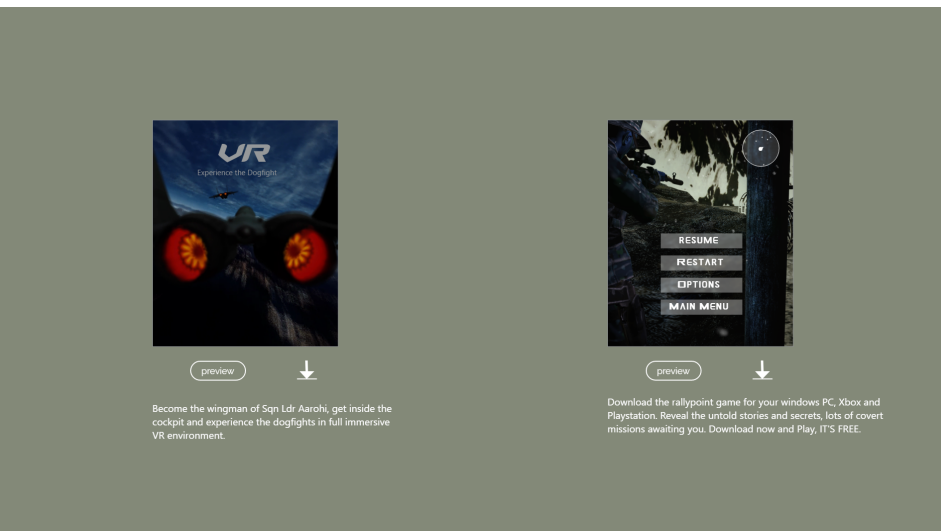 VR
Experience the Dogfight
preview
Become the wingman of Sqn Ldr Aarohi, get inside the
cockpit and experience the dogfights in full immersive
VR environment.
RESUME
RESTART
OPTIONS
MAIN MENU
preview
Download the rallypoint game for your windows PC, Xbox and
Playstation. Reveal the untold stories and secrets, lots of covert
missions awaiting you. Download now and Play, IT'S FREE.